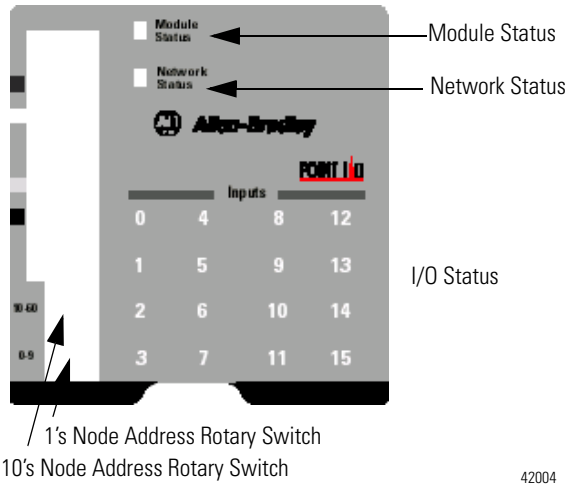 Module
Status
Module Status
Network
Status
Network Status
Allen-Bradley
POINT I/O
Inputs
0 4 8 12
1 5 9 13
I/O Status
10-60 2 6 10 14
0-9 3 7 11 15
1's Node Address Rotary Switch
10's Node Address Rotary Switch
42004